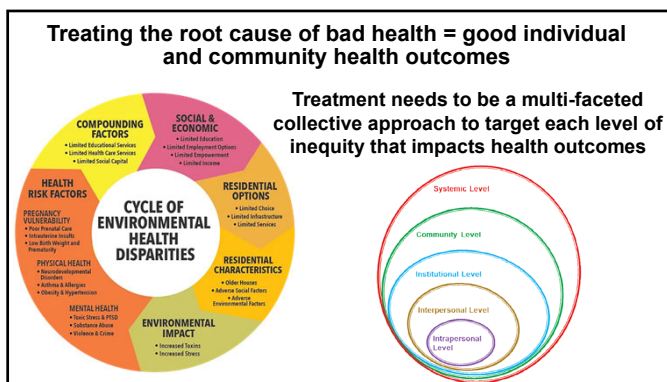 Treating the root cause of bad health = good individual
and community health outcomes
Treatment needs to be a multi-faceted
collective approach to target each level of
inequity that impacts health outcomes
CYCLE OF
ENVIRONMENTAL
HEALTH
DISPARITIES
SOCIAL &
ECONOMIC
• Limited Education
• Limited Employment Options
• Limited Empowerment
• Limited Income
RESIDENTIAL
OPTIONS
• Limited Choice
• Limited Infrastructure
• Limited Services
RESIDENTIAL
CHARACTERISTICS
• Older Houses
• Adverse Social Factors
• Adverse
Environmental Factors
ENVIRONMENTAL
IMPACT
• Increased Toxins
• Increased Stress
HEALTH
RISK FACTORS
PREGNANCY
VULNERABILITY
• Poor Prenatal Care
• Intrauterine Insults
• Low Birth Weight and
Prematurity
PHYSICAL HEALTH
• Neurodevelopmental
Disorders
• Asthma & Allergies
• Obesity & Hypertension
MENTAL HEALTH
• Toxic Stress & PTSD
• Substance Abuse
• Violence & Crime
COMPOUNDING
FACTORS
• Limited Educational Services
• Limited Health Care Services
• Limited Social Capital
Systemic Level
Community Level
Institutional Level
Interpersonal Level
Intrapersonal
Level